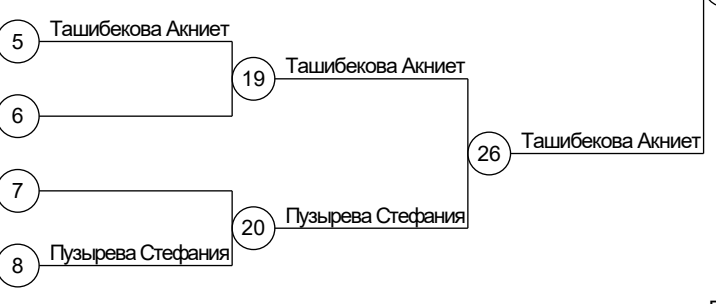 5 Ташибекова Акниет
19 Ташибекова Акниет
6
26 Ташибекова Акниет
7
20 Пузырева Стефания
8 Пузырева Стефания